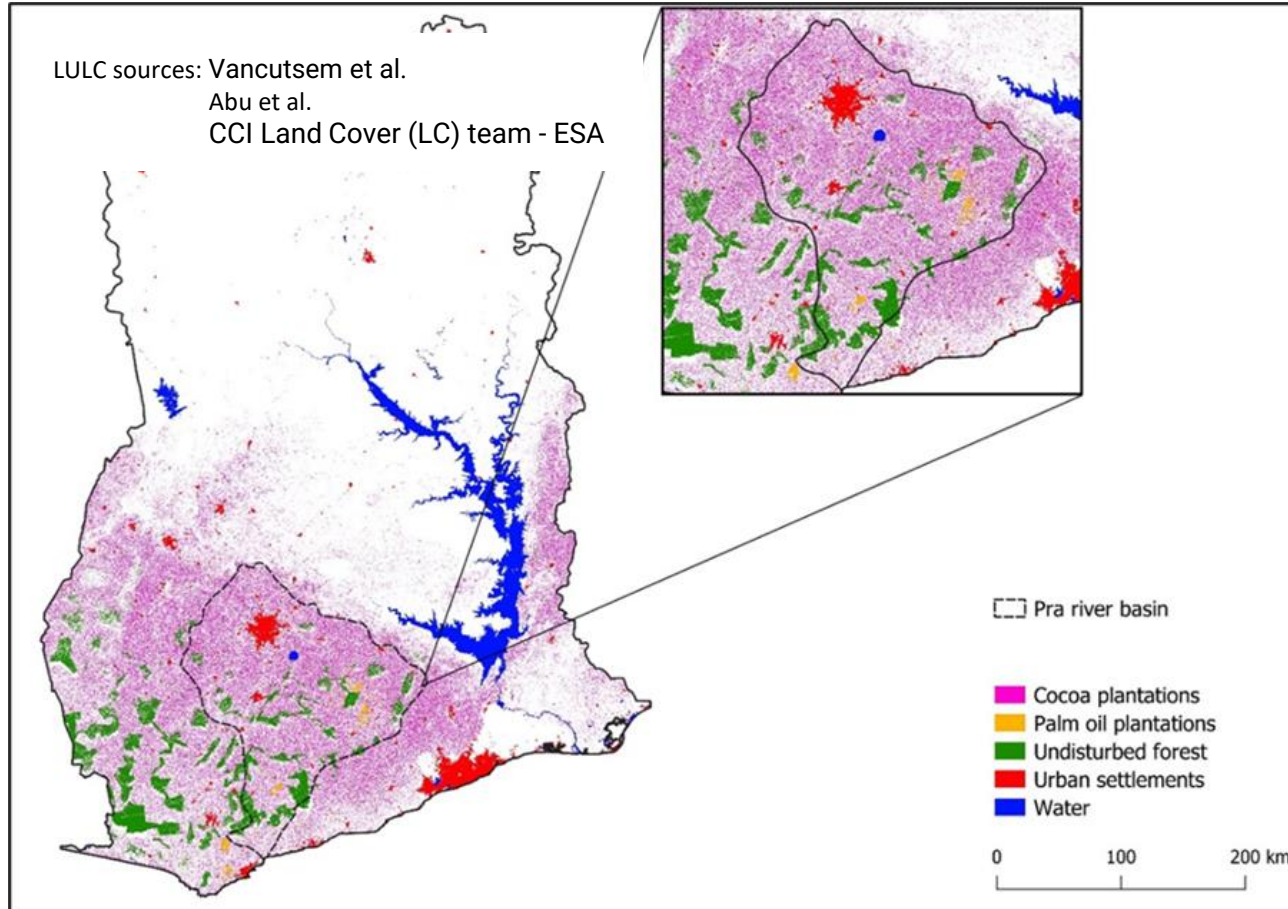 LULC sources: Vancutsem et al.
Abu et al.
CCI Land Cover (LC) team - ESA
Pra river basin
Cocoa plantations
Palm oil plantations
Undisturbed forest
Urban settlements
Water
0 100 200 km